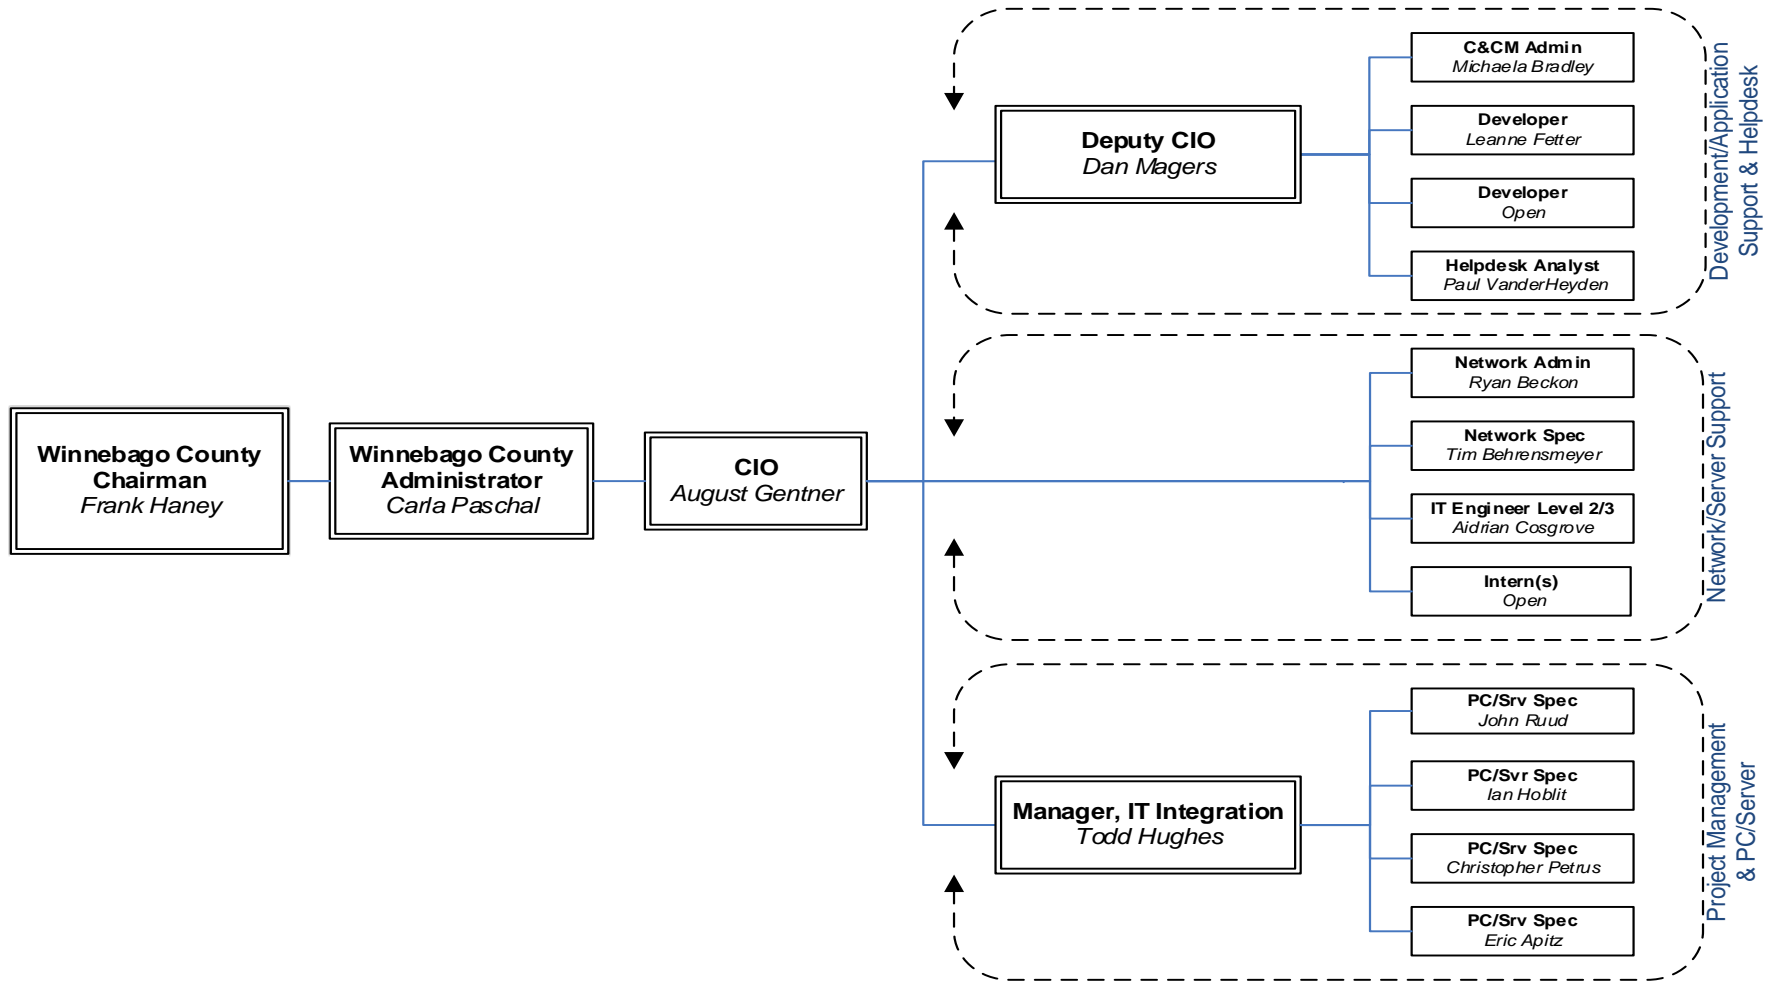 Winnebago County
Chairman
Frank Haney
Winnebago County
Administrator
Carla Paschal
CIO
August Gentner
Deputy CIO
Dan Magers
C&CM Admin
Michaela Bradley
Developer
Leanne Fetter
Developer
Open
Helpdesk Analyst
Paul VanderHeyden
Development/Application
Support & Helpdesk
Network Admin
Ryan Beckon
Network Spec
Tim Behrensmeyer
IT Engineer Level 2/3
Aidrian Cosgrove
Intern(s)
Open
Network/Server Support
Manager, IT Integration
Todd Hughes
PC/Srv Spec
John Ruud
PC/Svr Spec
Ian Hoblit
PC/Srv Spec
Christopher Petrus
PC/Srv Spec
Eric Apitz
Project Management
& PC/Server